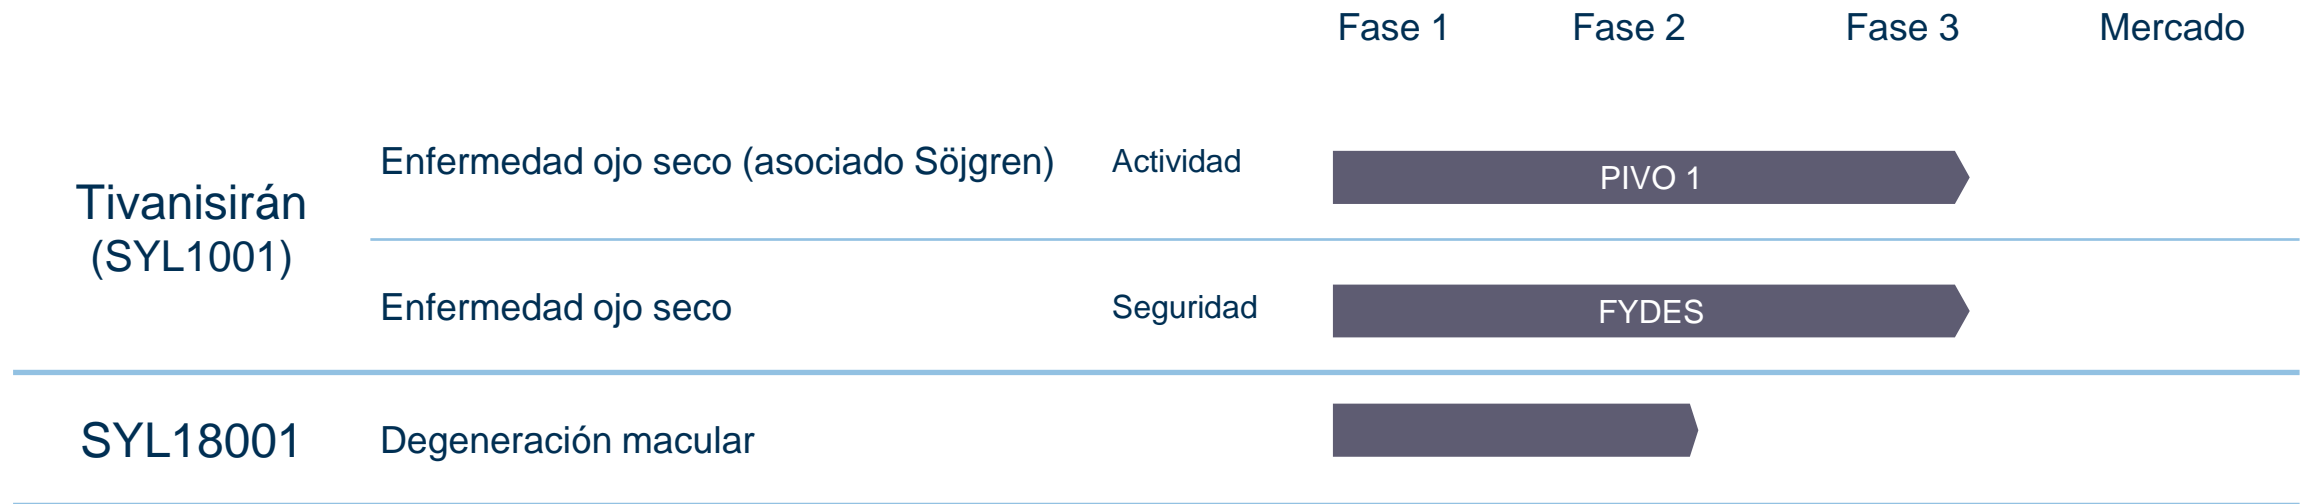 Fase 1 Fase 2 Fase 3 Mercado
Enfermedad ojo seco (asociado Söjgren) Actividad PIVO 1
Tivanisirán
(SYL1001)
Enfermedad ojo seco Seguridad FYDES
SYL18001 Degeneración macular